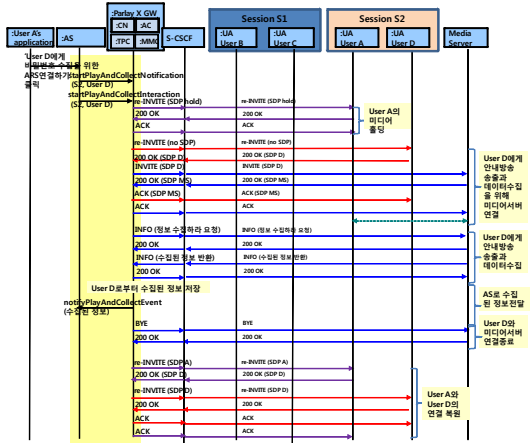 Session S1
Session S2
:User A's
application
:AS
:Parlay X GW
:CN
:AC
:TPC
:MMC
S-CSCF
:UA
User B
:UA
User C
:UA
User A
:UA
User D
Media
Server
'User D에게
비밀번호 수집을 위한
ARS연결하기'
클릭
startPlayAndCollectNotification
(S2, User D)
startPlayAndCollectInteraction
(S2, User D)
re-INVITE (SDP hold)
re-INVITE (SDP hold)
200 OK
200 OK
ACK
ACK
User A의
미디어
홀딩
re-INVITE (no SDP)
re-INVITE (no SDP)
200 OK (SDP D)
200 OK (SDP D)
INVITE (SDP D)
INVITE (SDP D)
200 OK (SDP MS)
200 OK (SDP MS)
ACK (SDP MS)
ACK (SDP MS)
ACK
ACK
User D에게
안내방송
송출과
데이터수집
을 위해
미디어서버
연결
INFO (정보 수집하라 요청)
INFO (정보 수집하라 요청)
200 OK
200 OK
INFO (수집된 정보 반환)
INFO (수집된 정보 반환)
200 OK
200 OK
User D에게
안내방송
송출과
데이터수집
User D로부터 수집된 정보 저장
notifyPlayAndCollectEvent
(수집된 정보)
AS로 수집
된 정보전달
BYE
BYE
200 OK
200 OK
User D와
미디어서버
연결종료
re-INVITE (SDP A)
re-INVITE (SDP A)
200 OK (SDP D)
200 OK (SDP D)
re-INVITE (SDP D)
re-INVITE (SDP D)
200 OK
200 OK
ACK
ACK
ACK
ACK
User A와
User D의
연결 복원